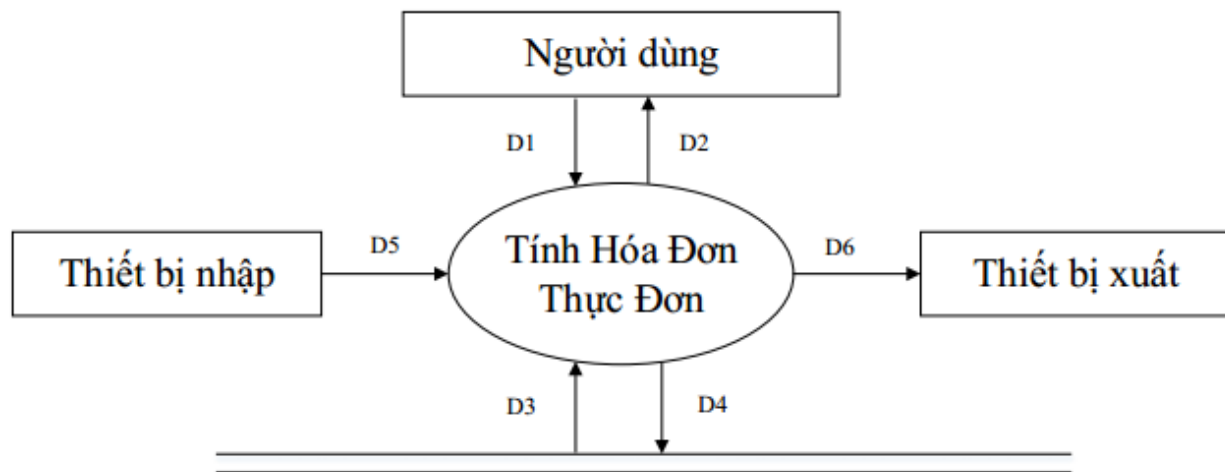 Người dùng
D1
D2
Thiết bị nhập
D5
Tính Hóa Đơn
Thực Đơn
D6
Thiết bị xuất
D3
D4